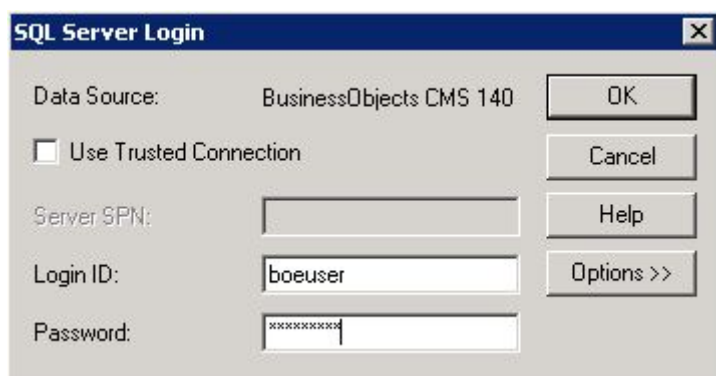 SQL Server Login
Data Source: BusinessObjects CMS 140 OK
Use Trusted Connection Cancel
Server SPN: Help
Login ID: boeuser Options >>
Password: *********